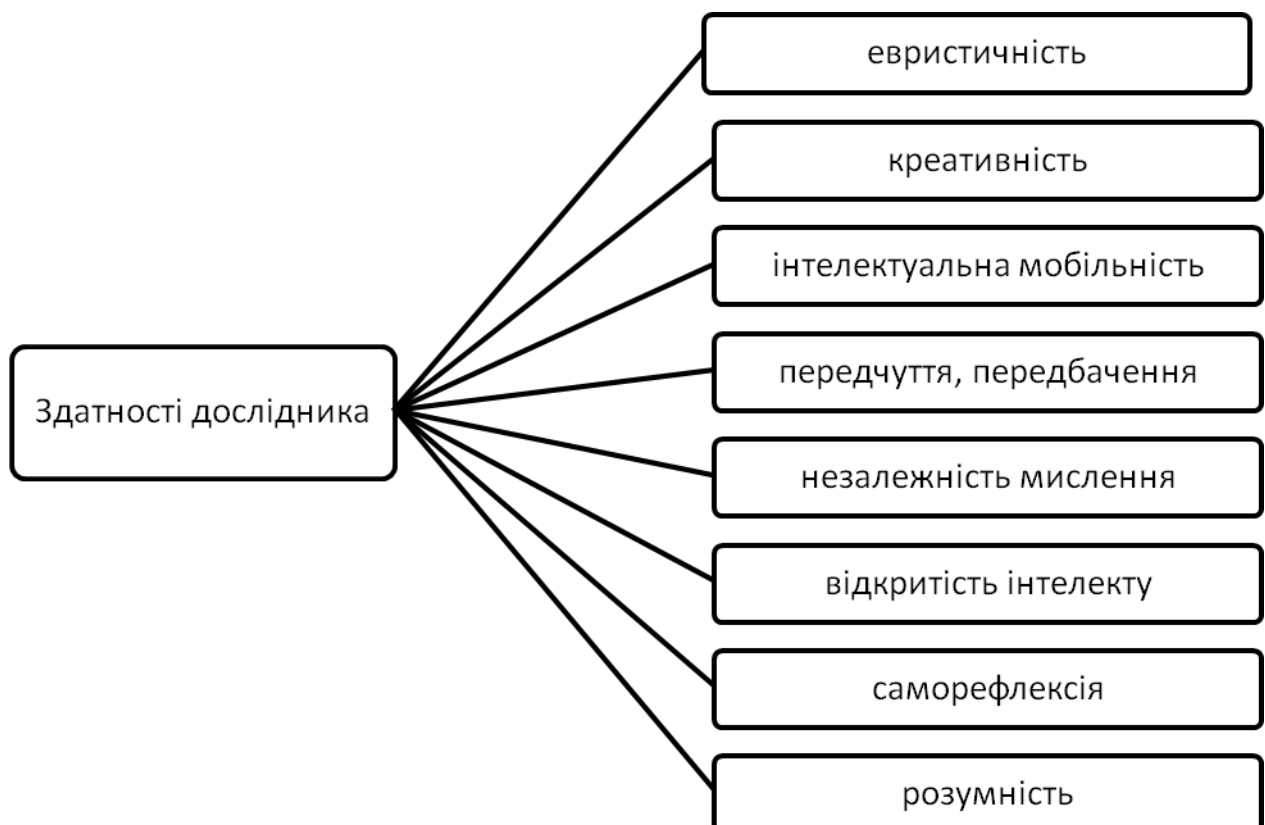 Здатності дослідника
евристичність
креативність
інтелектуальна мобільність
передчуття, передбачення
незалежність мислення
відкритість інтелекту
саморефлексія
розумність